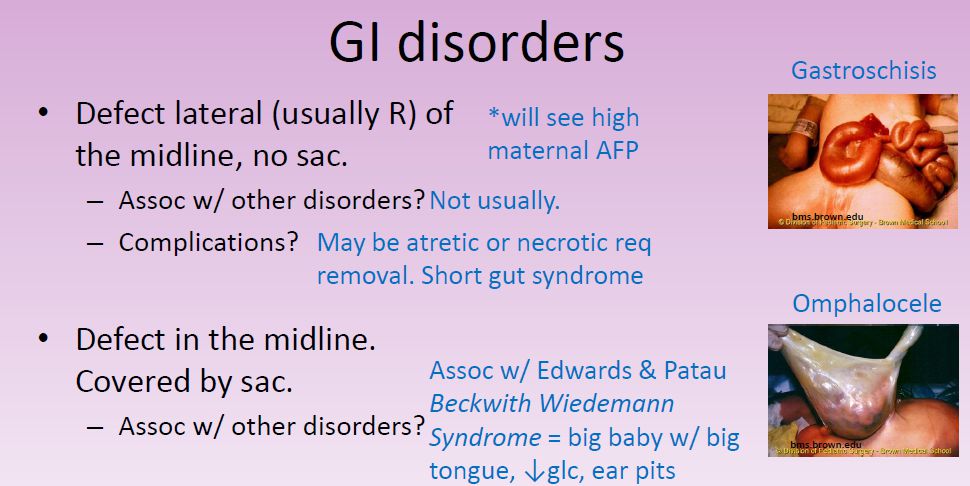 GI disorders
Gastroschisis
• Defect lateral (usually R) of
the midline, no sac.
*will see high
maternal AFP
– Assoc w/ other disorders? Not usually.
– Complications? May be atretic or necrotic req
removal. Short gut syndrome
bms.brown.edu
© Division of Pediatric Surgery - Brown Medical School
Omphalocele
• Defect in the midline.
Covered by sac.
– Assoc w/ other disorders?
Assoc w/ Edwards & Patau
Beckwith Wiedemann
Syndrome = big baby w/ big
tongue, ↓glc, ear pits
bms.brown.edu
© Division of Pediatric Surgery - Brown Medical School